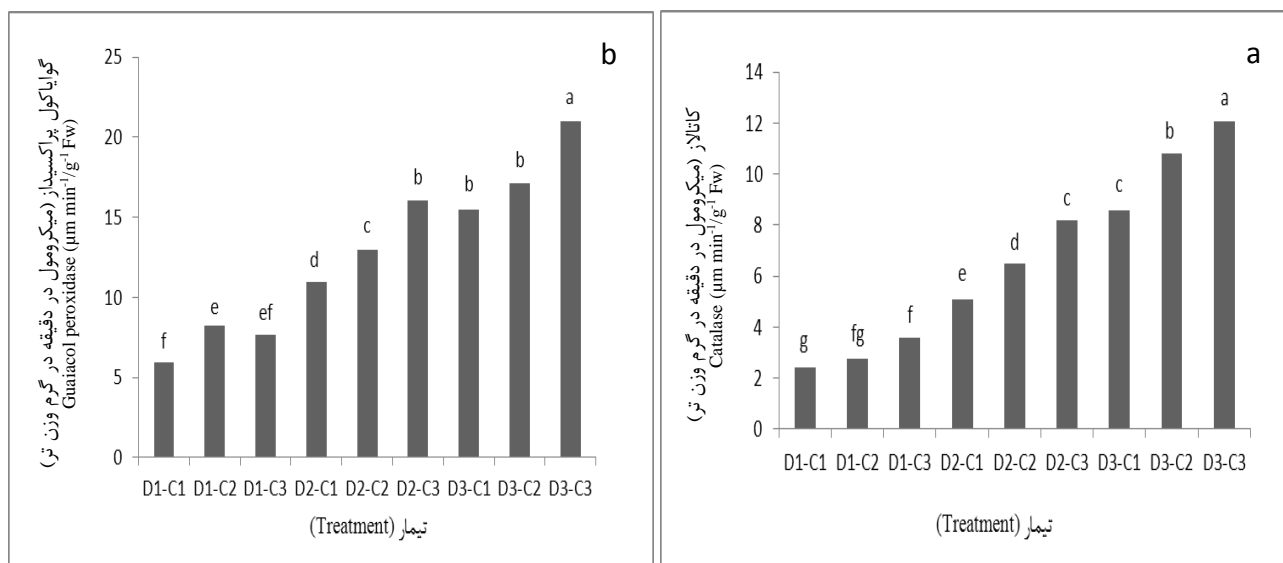 b
گوایاکول پراکسیداز (میکرومول در دقیقه در گرم وزن تر)
Guaiacol peroxidase (µm min⁻¹/g⁻¹ Fw)
25
20
15
10
5
0
f
e
ef
d
c
b
b
b
a
D1-C1 D1-C2 D1-C3 D2-C1 D2-C2 D2-C3 D3-C1 D3-C2 D3-C3
تیمار (Treatment)
a
کاتالاز (میکرومول در دقیقه در گرم وزن تر)
Catalase (µm min⁻¹/g⁻¹ Fw)
14
12
10
8
6
4
2
0
g
fg
f
e
d
c
c
b
a
D1-C1 D1-C2 D1-C3 D2-C1 D2-C2 D2-C3 D3-C1 D3-C2 D3-C3
تیمار (Treatment)